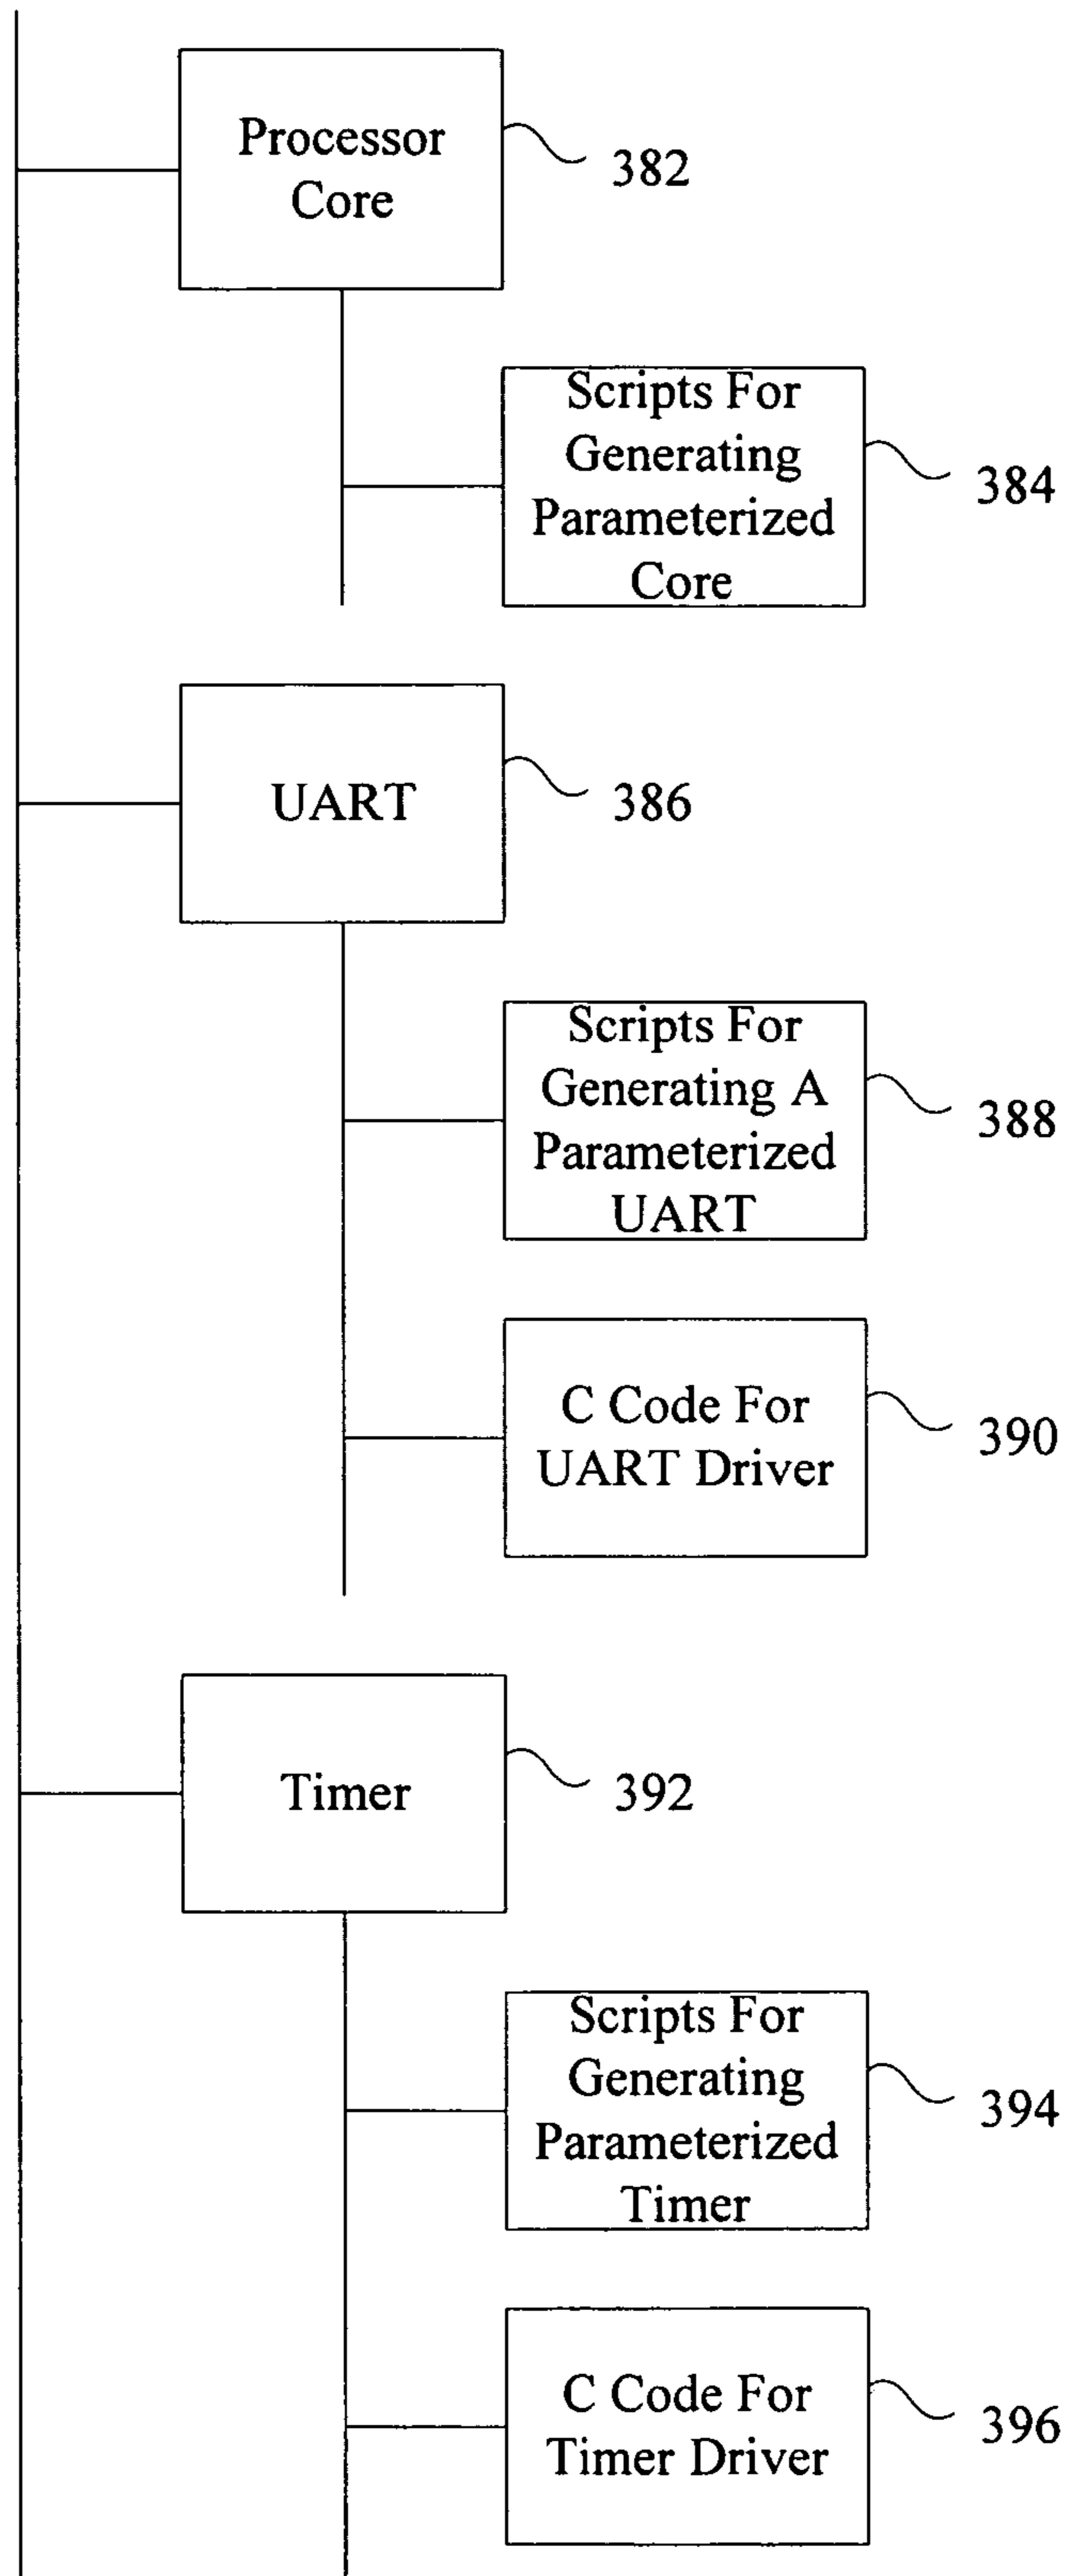 Processor
Core
382
Scripts For
Generating
Parameterized
Core
384
UART
386
Scripts For
Generating A
Parameterized
UART
388
C Code For
UART Driver
390
Timer
392
Scripts For
Generating
Parameterized
Timer
394
C Code For
Timer Driver
396